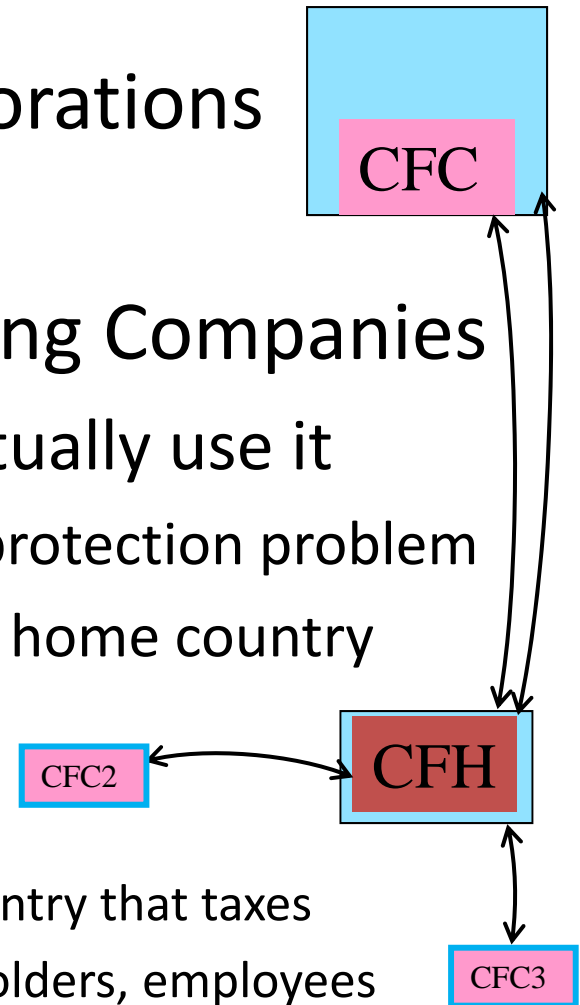 orations
CFC
ng Companies
tually use it
protection problem
home country
CFH
CFC2
ntry that taxes
olders, employees
CFC3